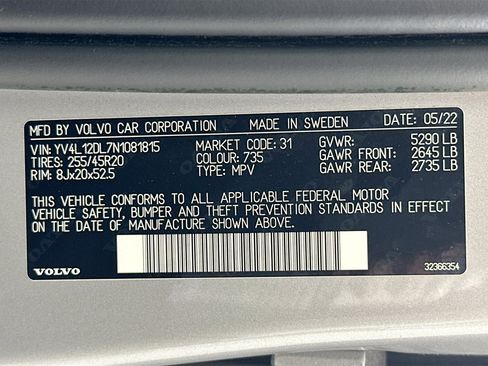 MFD BY VOLVO CAR CORPORATION MADE IN SWEDEN DATE: 05/22
VIN: YV4L12DL7N1081815 MARKET CODE: 31 GVWR: 5290 LB
TIRES: 255/45R20 COLOUR: 735 GAWR FRONT: 2645 LB
RIM: 8Jx20x52.5 TYPE: MPV GAWR REAR: 2735 LB
THIS VEHICLE CONFORMS TO ALL APPLICABLE FEDERAL MOTOR
VEHICLE SAFETY, BUMPER AND THEFT PREVENTION STANDARDS IN EFFECT
ON THE DATE OF MANUFACTURE SHOWN ABOVE.
VOLVO 32366354